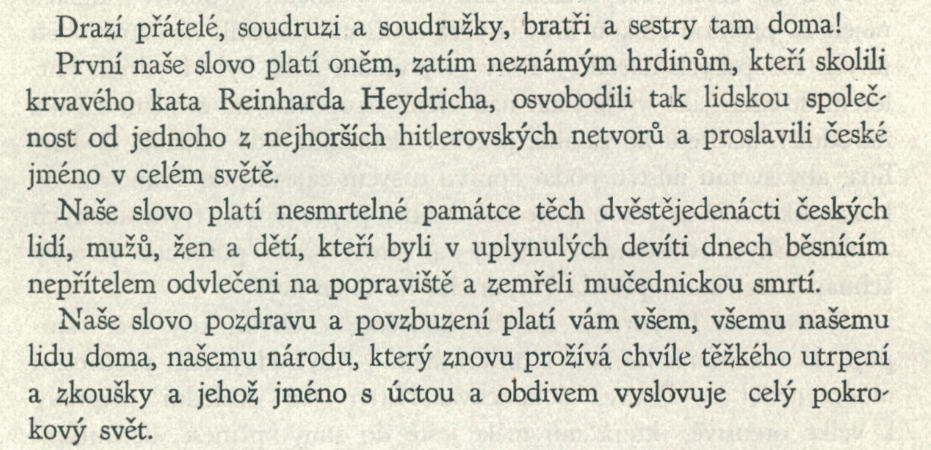 Drazí přátelé, soudruzi a soudružky, bratři a sestry tam doma!
První naše slovo platí oněm, zatím neznámým hrdinům, kteří skolili
krvavého kata Reinharda Heydricha, osvobodili tak lidskou společ-
nost od jednoho z nejhorších hitlerovských netvorů a proslavili české
jméno v celém světě.
Naše slovo platí nesmrtelné památce těch dvěstějedenácti českých
lidí, mužů, žen a dětí, kteří byli v uplynulých devíti dnech běsnícím
nepřítelem odvlečeni na popraviště a zemřeli mučednickou smrtí.
Naše slovo pozdravu a povzbuzení platí vám všem, všemu našemu
lidu doma, našemu národu, který znovu prožívá chvíle těžkého utrpení
a zkoušky a jehož jméno s úctou a obdivem vyslovuje celý pokro-
kový svět.